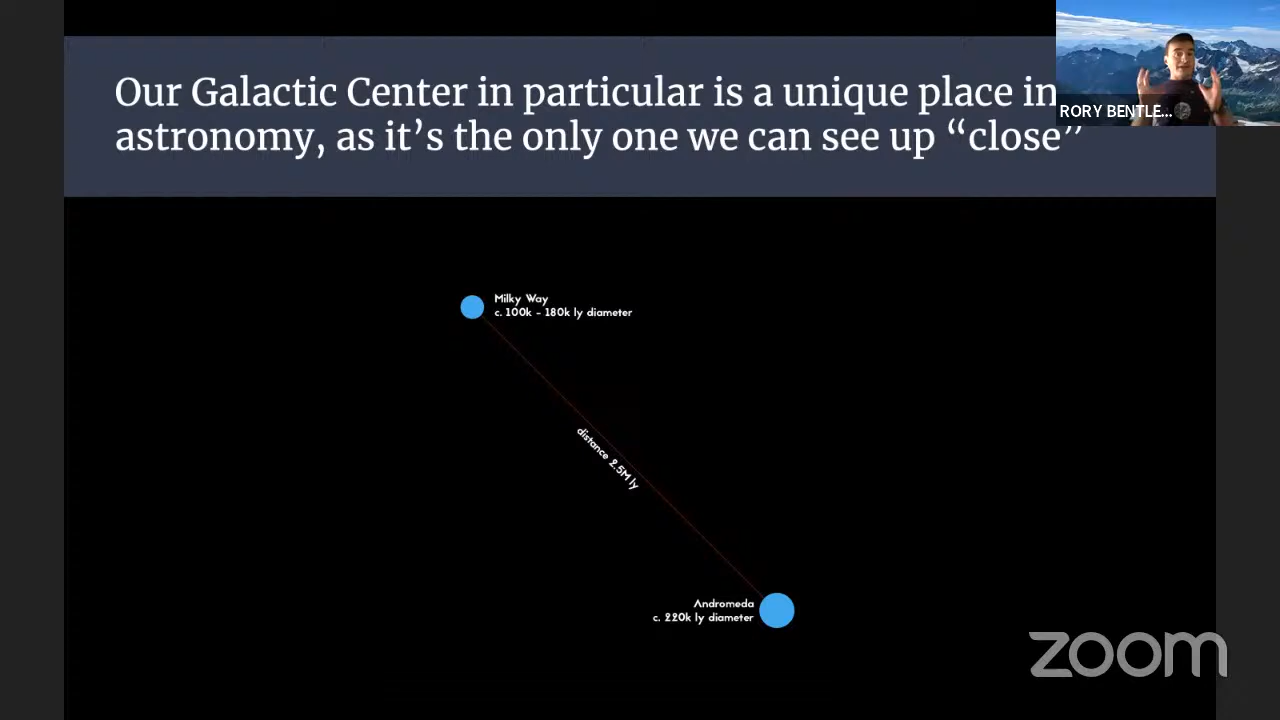 Our Galactic Center in particular is a unique place in
astronomy, as it’s the only one we can see up “close”
RORY BENTLE...
Milky Way
c. 100k - 180k ly diameter
distance 2.5M ly
Andromeda
c. 220k ly diameter
zoom